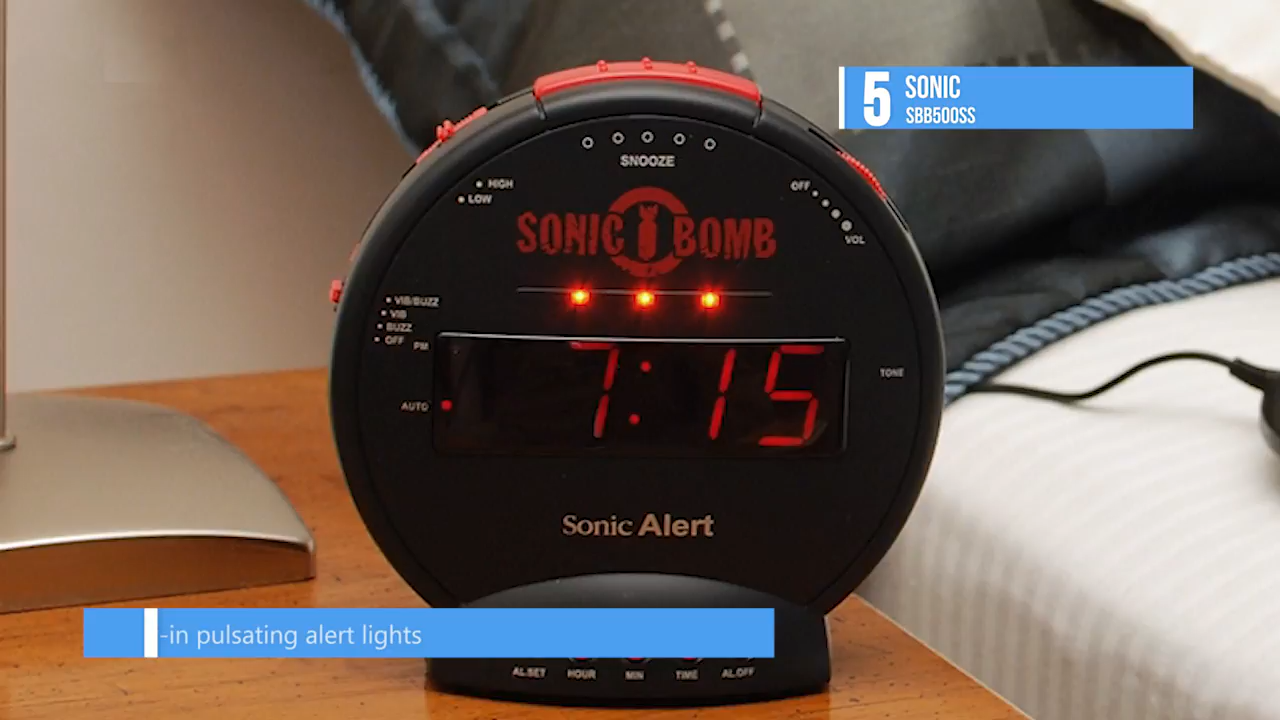 5 SONIC
SBB500SS
SNOOZE
HIGH
LOW
OFF
VOL
SONIC BOMB
VIB/BUZZ
VIB
BUZZ
OFF
PM
7:15
TONE
AUTO
Sonic Alert
-in pulsating alert lights
AL.SET HOUR MIN TIME AL.OFF